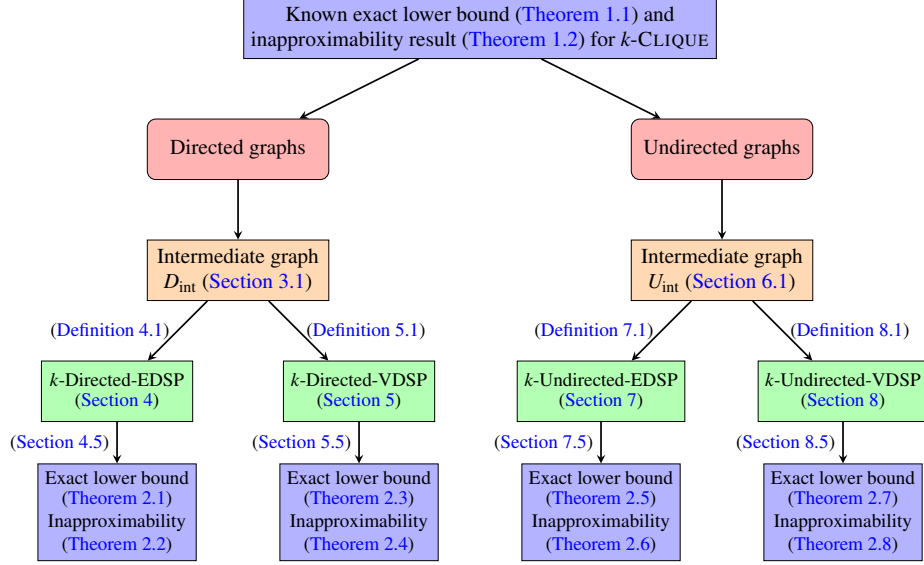 Known exact lower bound (Theorem 1.1) and
inapproximability result (Theorem 1.2) for k-CLIQUE
Directed graphs
Undirected graphs
Intermediate graph
D_int (Section 3.1)
Intermediate graph
U_int (Section 6.1)
(Definition 4.1)
(Definition 5.1)
(Definition 7.1)
(Definition 8.1)
k-Directed-EDSP
(Section 4)
k-Directed-VDSP
(Section 5)
k-Undirected-EDSP
(Section 7)
k-Undirected-VDSP
(Section 8)
(Section 4.5)
(Section 5.5)
(Section 7.5)
(Section 8.5)
Exact lower bound
(Theorem 2.1)
Inapproximability
(Theorem 2.2)
Exact lower bound
(Theorem 2.3)
Inapproximability
(Theorem 2.4)
Exact lower bound
(Theorem 2.5)
Inapproximability
(Theorem 2.6)
Exact lower bound
(Theorem 2.7)
Inapproximability
(Theorem 2.8)